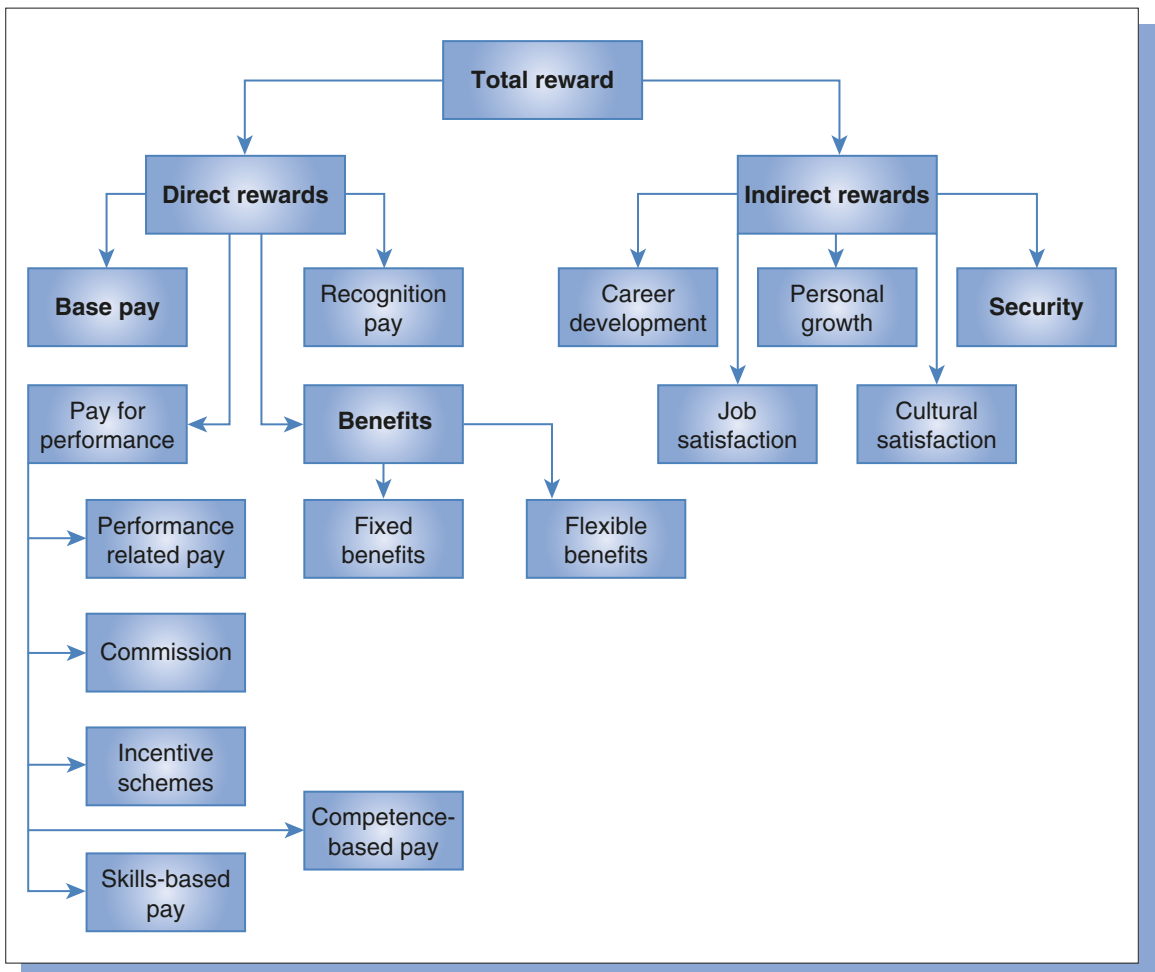 Total reward
Direct rewards
Indirect rewards
Base pay
Recognition
pay
Career
development
Personal
growth
Security
Pay for
performance
Benefits
Job
satisfaction
Cultural
satisfaction
Performance
related pay
Fixed
benefits
Flexible
benefits
Commission
Incentive
schemes
Competence-
based pay
Skills-based
pay